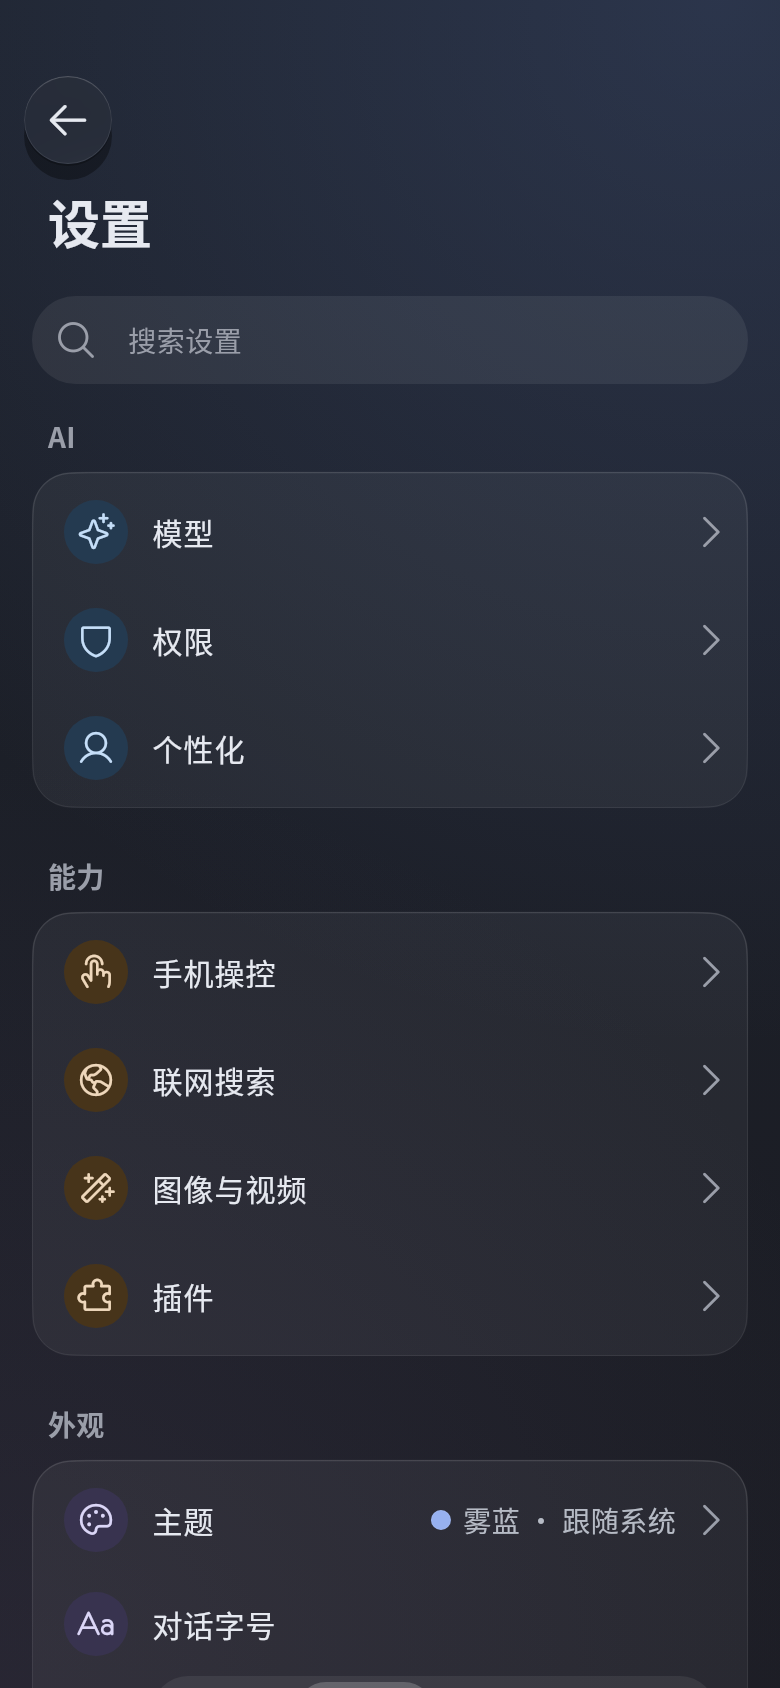 设置
搜索设置
AI
模型
权限
个性化
能力
手机操控
联网搜索
图像与视频
插件
外观
主题 雾蓝 · 跟随系统
Aa 对话字号